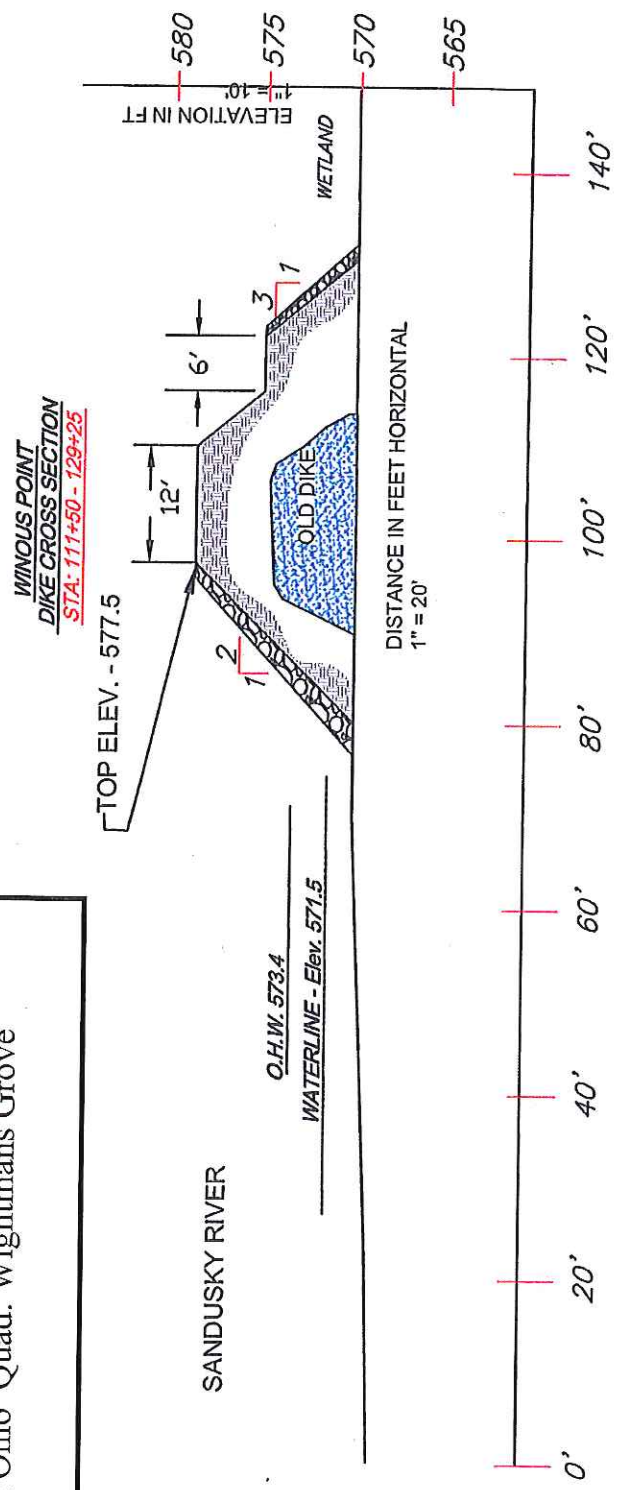 Ohio Quad: Wightmans Grove
WINOUS POINT
DIKE CROSS SECTION
STA: 111+50 - 129+25
TOP ELEV. - 577.5
12'
6'
2
1
3
1
SANDUSKY RIVER
O.H.W. 573.4
WATERLINE - Elev. 571.5
OLD DIKE
WETLAND
ELEVATION IN FT
1" = 10'
580
575
570
565
DISTANCE IN FEET HORIZONTAL
1" = 20'
0'
20'
40'
60'
80'
100'
120'
140'